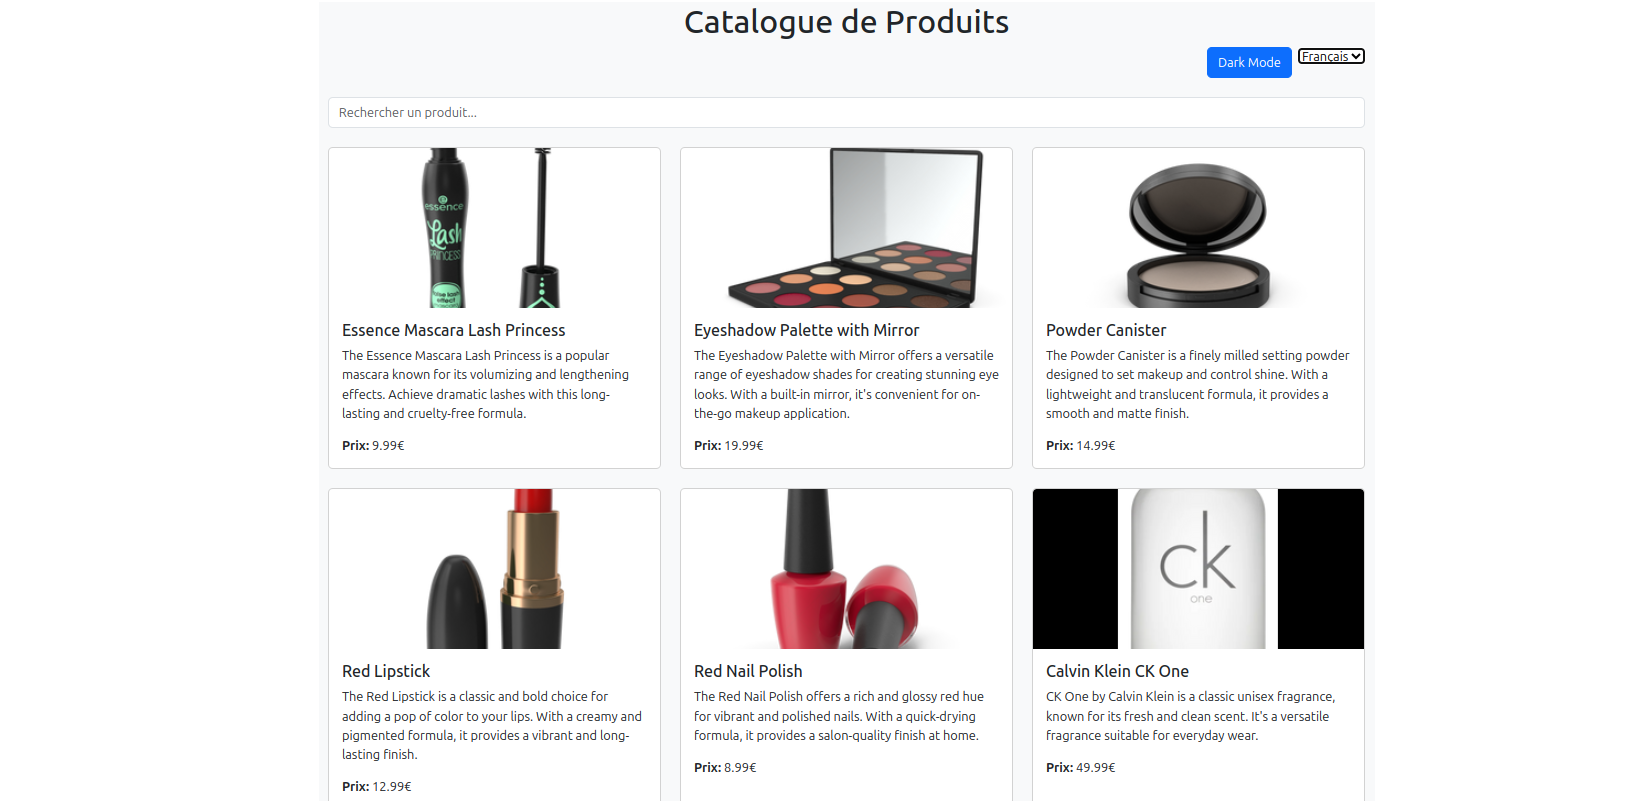 Catalogue de Produits
Dark Mode
Français
Rechercher un produit...
essence
Lash
PRINCESS
false lash
effect
Essence Mascara Lash Princess
The Essence Mascara Lash Princess is a popular
mascara known for its volumizing and lengthening
effects. Achieve dramatic lashes with this long-
lasting and cruelty-free formula.
Prix: 9.99€
Eyeshadow Palette with Mirror
The Eyeshadow Palette with Mirror offers a versatile
range of eyeshadow shades for creating stunning eye
looks. With a built-in mirror, it's convenient for on-
the-go makeup application.
Prix: 19.99€
Powder Canister
The Powder Canister is a finely milled setting powder
designed to set makeup and control shine. With a
lightweight and translucent formula, it provides a
smooth and matte finish.
Prix: 14.99€
Red Lipstick
The Red Lipstick is a classic and bold choice for
adding a pop of color to your lips. With a creamy and
pigmented formula, it provides a vibrant and long-
lasting finish.
Prix: 12.99€
Red Nail Polish
The Red Nail Polish offers a rich and glossy red hue
for vibrant and polished nails. With a quick-drying
formula, it provides a salon-quality finish at home.
Prix: 8.99€
ck
one
Calvin Klein CK One
CK One by Calvin Klein is a classic unisex fragrance,
known for its fresh and clean scent. It's a versatile
fragrance suitable for everyday wear.
Prix: 49.99€